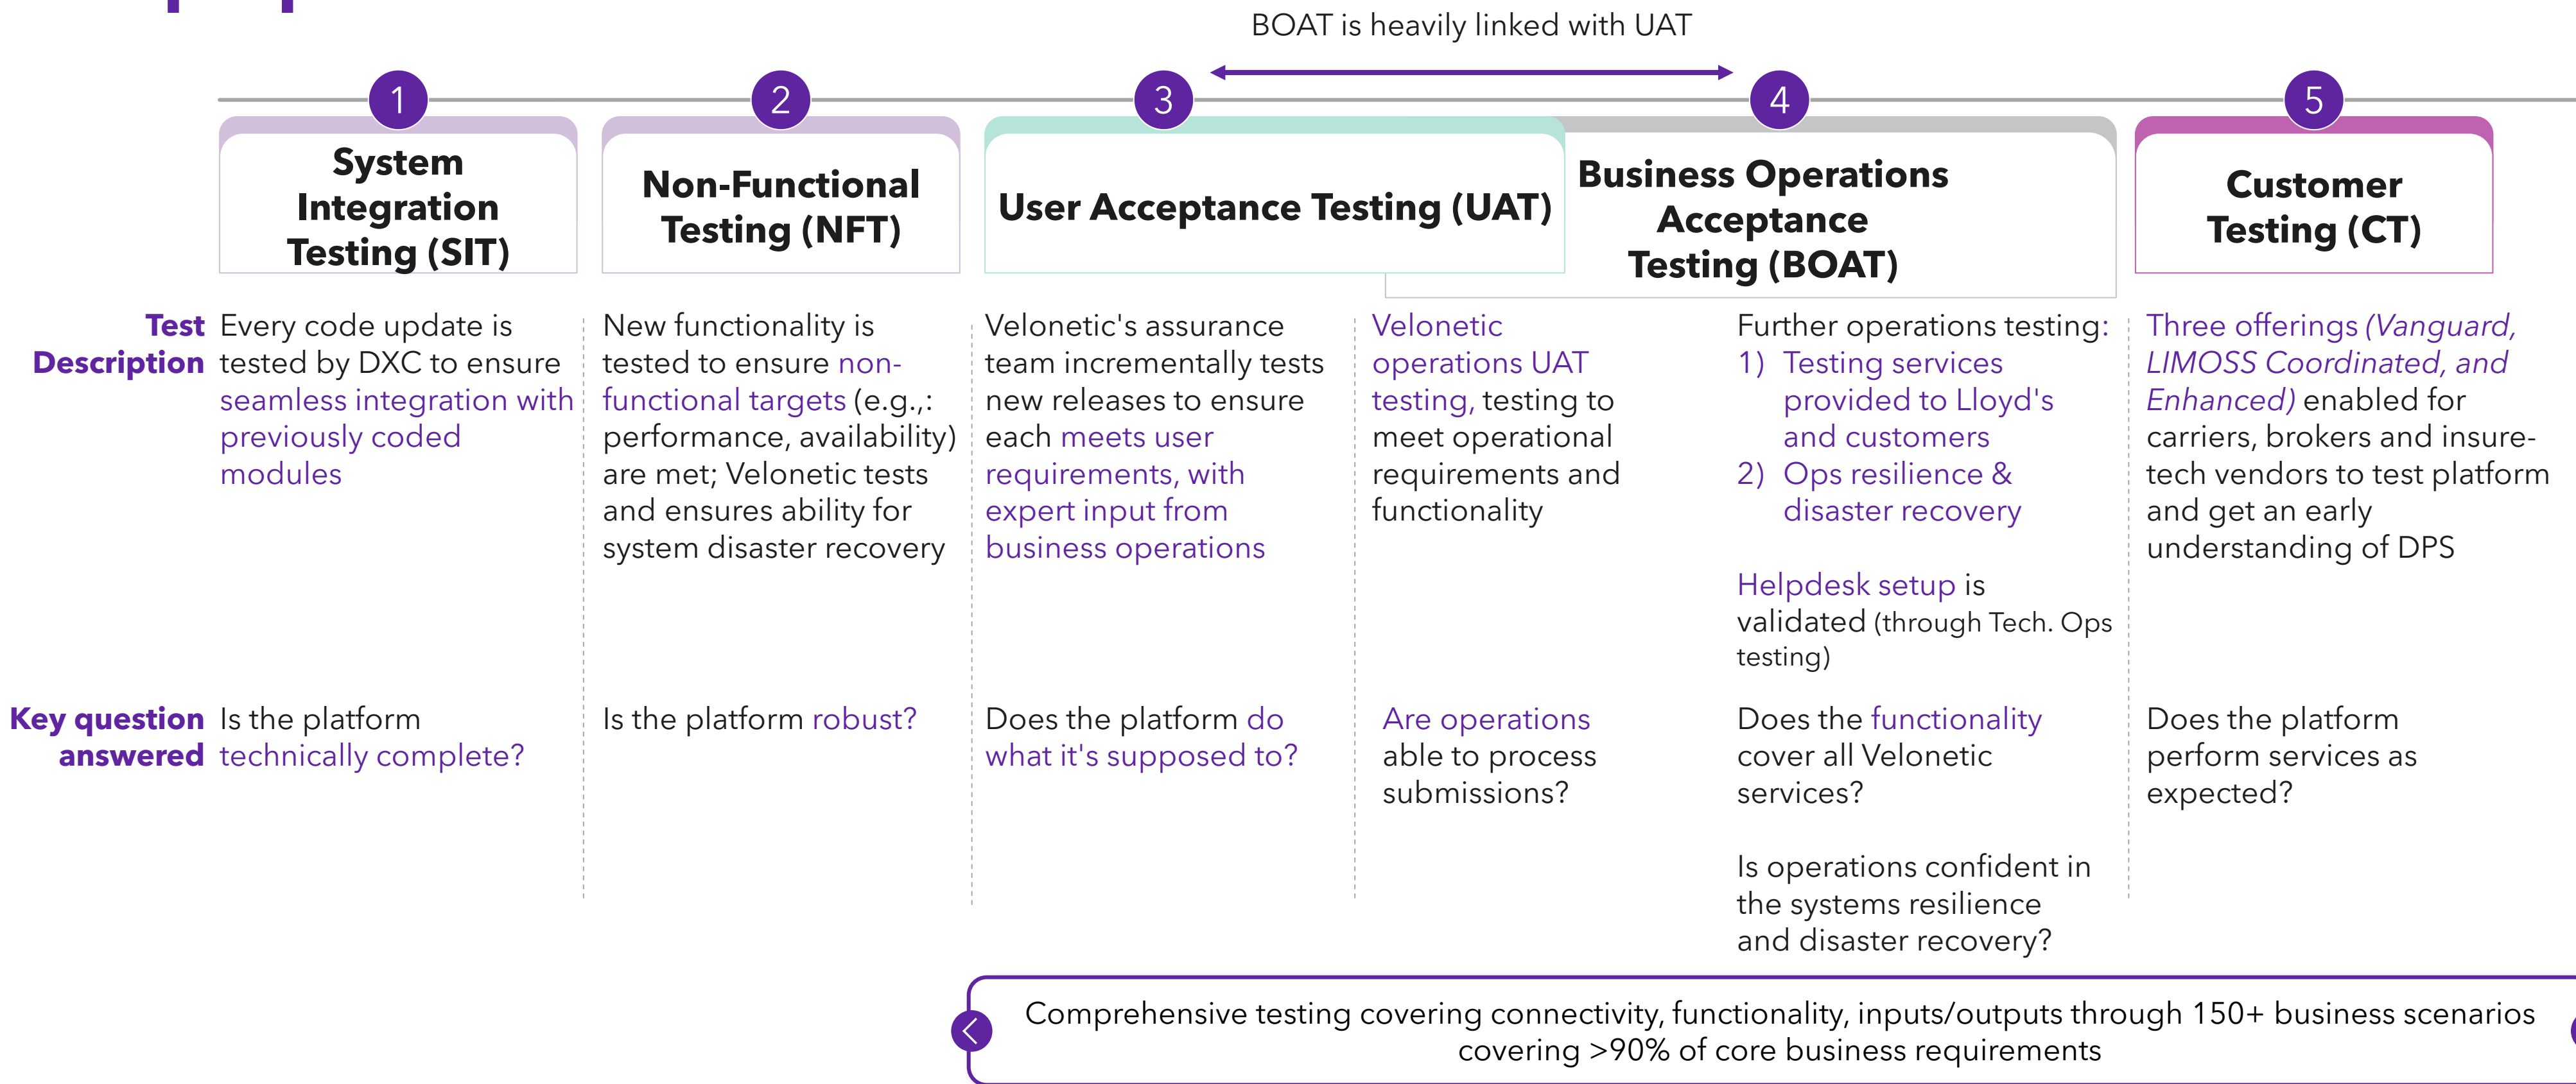 BOAT is heavily linked with UAT
1
2
3
4
5
System
Integration
Testing (SIT)
Non-Functional
Testing (NFT)
User Acceptance Testing (UAT)
Business Operations
Acceptance
Testing (BOAT)
Customer
Testing (CT)
Test
Description
Every code update is
tested by DXC to ensure
seamless integration with
previously coded
modules
New functionality is
tested to ensure non-
functional targets (e.g.,:
performance, availability)
are met; Velonetic tests
and ensures ability for
system disaster recovery
Velonetic's assurance
team incrementally tests
new releases to ensure
each meets user
requirements, with
expert input from
business operations
Velonetic
operations UAT
testing, testing to
meet operational
requirements and
functionality
Further operations testing:
1) Testing services
provided to Lloyd's
and customers
2) Ops resilience &
disaster recovery
Helpdesk setup is
validated (through Tech. Ops
testing)
Three offerings (Vanguard,
LIMOSS Coordinated, and
Enhanced) enabled for
carriers, brokers and insure-
tech vendors to test platform
and get an early
understanding of DPS
Key question
answered
Is the platform
technically complete?
Is the platform robust?
Does the platform do
what it's supposed to?
Are operations
able to process
submissions?
Does the functionality
cover all Velonetic
services?
Is operations confident in
the systems resilience
and disaster recovery?
Does the platform
perform services as
expected?
Comprehensive testing covering connectivity, functionality, inputs/outputs through 150+ business scenarios
covering >90% of core business requirements